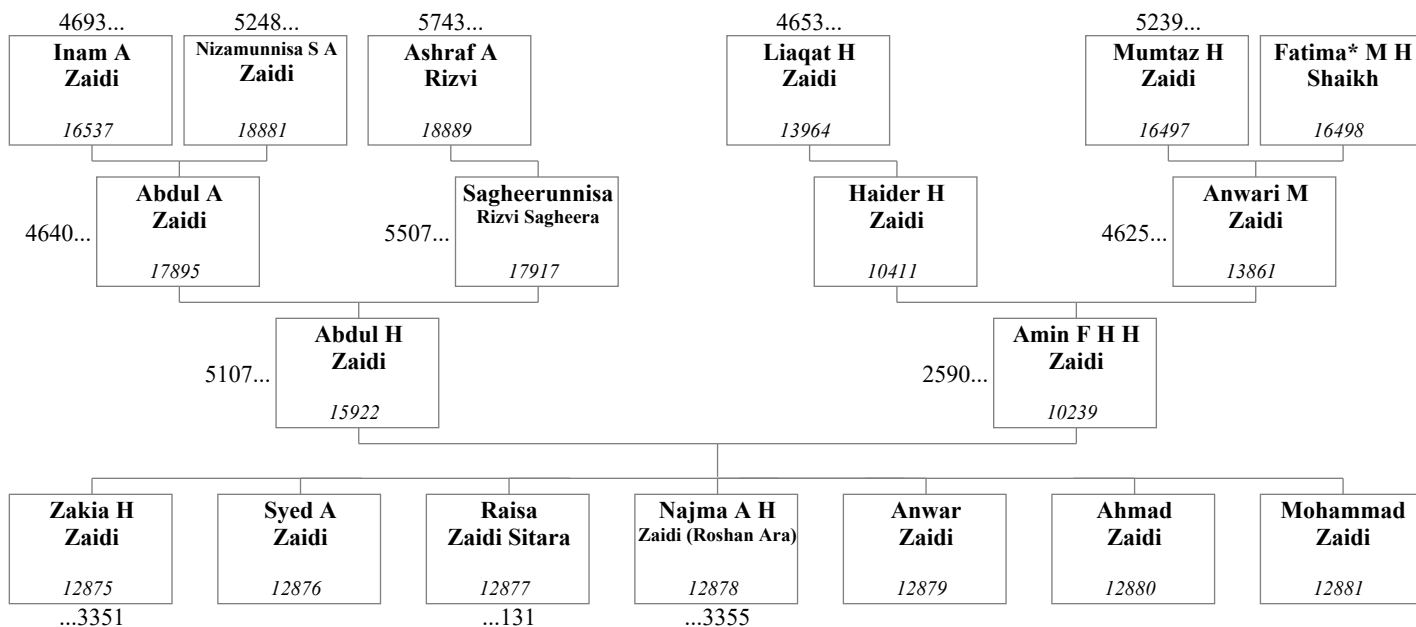 4693...
5248...
5743...
4653...
5239...
Inam A
Zaidi
16537
Nizamunnisa S A
Zaidi
18881
Ashraf A
Rizvi
18889
Liaqat H
Zaidi
13964
Mumtaz H
Zaidi
16497
Fatima* M H
Shaikh
16498
4640...
Abdul A
Zaidi
17895
5507...
Sagheerunnisa
Rizvi Sagheera
17917
Haider H
Zaidi
10411
4625...
Anwari M
Zaidi
13861
5107...
Abdul H
Zaidi
15922
2590...
Amin F H H
Zaidi
10239
Zakia H
Zaidi
12875
...3351
Syed A
Zaidi
12876
Raisa
Zaidi Sitara
12877
...131
Najma A H
Zaidi (Roshan Ara)
12878
...3355
Anwar
Zaidi
12879
Ahmad
Zaidi
12880
Mohammad
Zaidi
12881